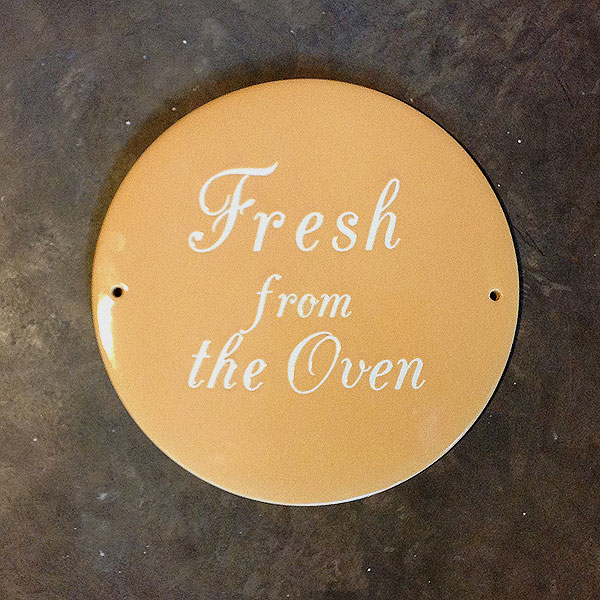 Fresh
from
the Oven